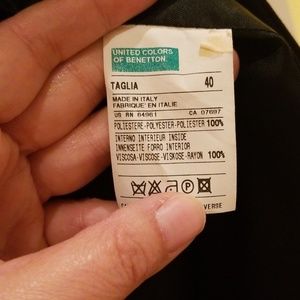 UNITED COLORS
OF BENETTON
TAGLIA 40
MADE IN ITALY
FABRIQUE EN ITALIE
US RN 84961 CA 07697
POLIESTERE-POLYESTER-POLIESTER 100%
INTERNO INTERIEUR INSIDE
INNENSEITE FORRO INTERIOR
VISCOSA-VISCOSE-VISKOSE-RAYON 100%
VERSE